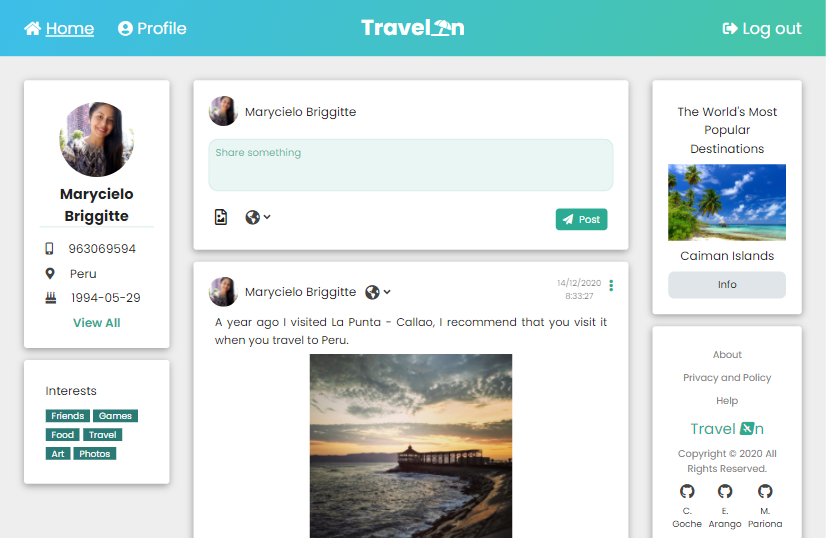 Home
Profile
Travel n
Log out
Marycielo
Briggitte
963069594
Peru
1994-05-29
View All
Interests
Friends
Games
Food
Travel
Art
Photos
Marycielo Briggitte
Share something
Post
Marycielo Briggitte
14/12/2020
8:33:27
A year ago I visited La Punta - Callao, I recommend that you visit it
when you travel to Peru.
The World's Most
Popular
Destinations
Caiman Islands
Info
About
Privacy and Policy
Help
Travel n
Copyright © 2020 All
Rights Reserved.
C.
Goche
E.
Arango
M.
Pariona